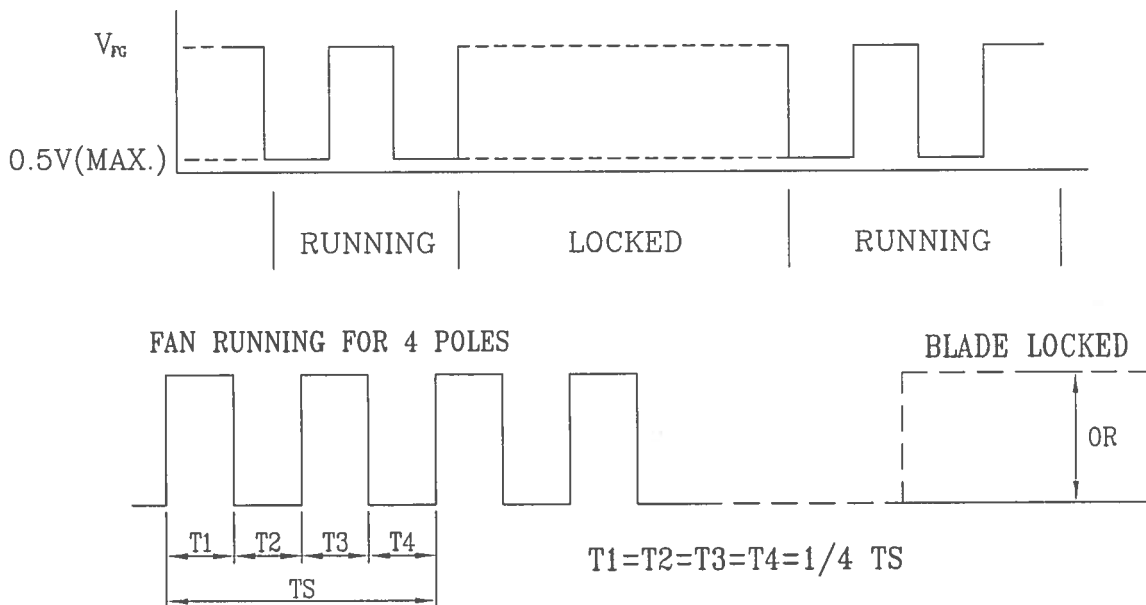 VFG
0.5V(MAX.)
RUNNING
LOCKED
RUNNING
FAN RUNNING FOR 4 POLES
BLADE LOCKED
OR
T1
T2
T3
T4
T1=T2=T3=T4=1/4 TS
TS